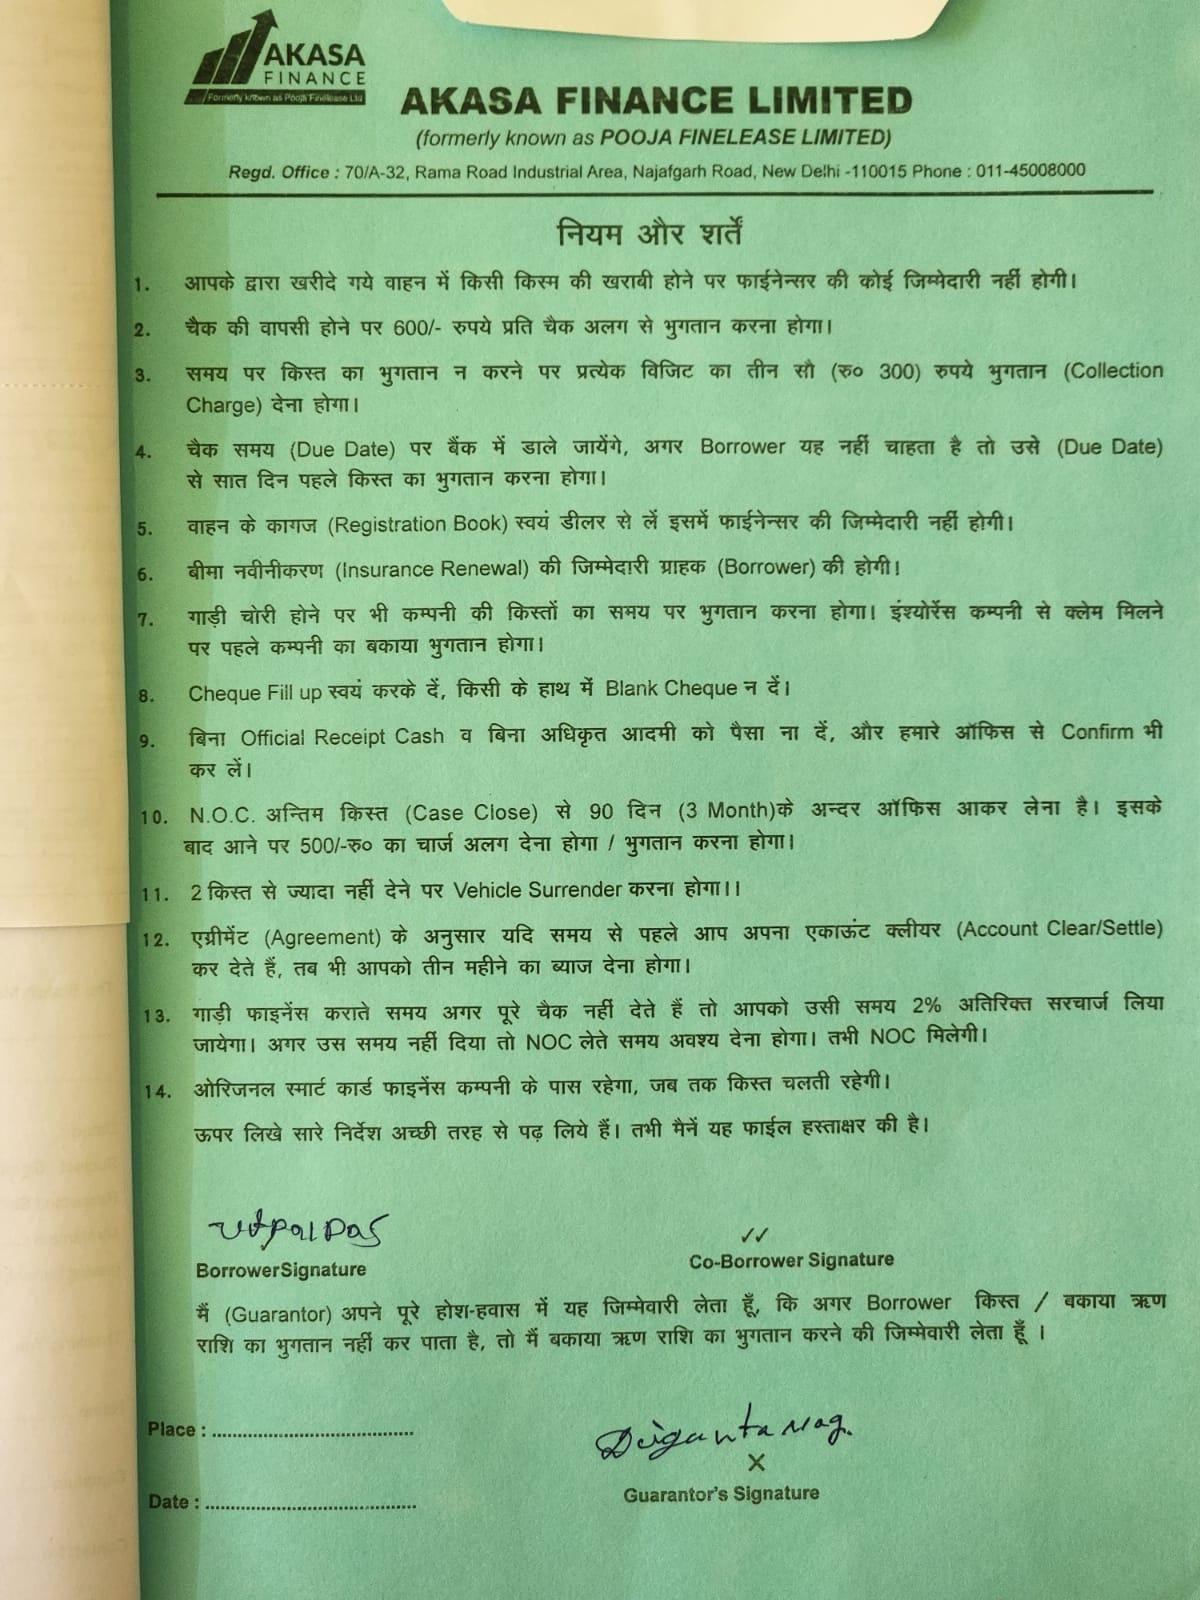 AKASA
FINANCE
Formerly known as Pooja Finelease Ltd
AKASA FINANCE LIMITED
(formerly known as POOJA FINELEASE LIMITED)
Regd. Office : 70/A-32, Rama Road Industrial Area, Najafgarh Road, New Delhi -110015 Phone : 011-45008000
नियम और शर्तें
1. आपके द्वारा खरीदे गये वाहन में किसी किस्म की खराबी होने पर फाईनेन्सर की कोई जिम्मेदारी नहीं होगी।
2. चैक की वापसी होने पर 600/- रुपये प्रति चैक अलग से भुगतान करना होगा।
3. समय पर किस्त का भुगतान न करने पर प्रत्येक विजिट का तीन सौ (रु० 300) रुपये भुगतान (Collection
Charge) देना होगा।
4. चैक समय (Due Date) पर बैंक में डाले जायेंगे, अगर Borrower यह नहीं चाहता है तो उसे (Due Date)
से सात दिन पहले किस्त का भुगतान करना होगा।
5. वाहन के कागज (Registration Book) स्वयं डीलर से लें इसमें फाईनेन्सर की जिम्मेदारी नहीं होगी।
6. बीमा नवीनीकरण (Insurance Renewal) की जिम्मेदारी ग्राहक (Borrower) की होगी।
7. गाड़ी चोरी होने पर भी कम्पनी की किस्तों का समय पर भुगतान करना होगा। इंश्योरेंस कम्पनी से क्लेम मिलने
पर पहले कम्पनी का बकाया भुगतान होगा।
8. Cheque Fill up स्वयं करके दें, किसी के हाथ में Blank Cheque न दें।
9. बिना Official Receipt Cash व बिना अधिकृत आदमी को पैसा ना दें, और हमारे ऑफिस से Confirm भी
कर लें।
10. N.O.C. अन्तिम किस्त (Case Close) से 90 दिन (3 Month)के अन्दर ऑफिस आकर लेना है। इसके
बाद आने पर 500/-रु० का चार्ज अलग देना होगा / भुगतान करना होगा।
11. 2 किस्त से ज्यादा नहीं देने पर Vehicle Surrender करना होगा।।
12. एग्रीमेंट (Agreement) के अनुसार यदि समय से पहले आप अपना एकाऊंट क्लीयर (Account Clear/Settle)
कर देते हैं, तब भी आपको तीन महीने का ब्याज देना होगा।
13. गाड़ी फाइनेंस कराते समय अगर पूरे चैक नहीं देते हैं तो आपको उसी समय 2% अतिरिक्त सरचार्ज लिया
जायेगा। अगर उस समय नहीं दिया तो NOC लेते समय अवश्य देना होगा। तभी NOC मिलेगी।
14. ओरिजनल स्मार्ट कार्ड फाइनेंस कम्पनी के पास रहेगा, जब तक किस्त चलती रहेगी।
ऊपर लिखे सारे निर्देश अच्छी तरह से पढ़ लिये हैं। तभी मैनें यह फाईल हस्ताक्षर की है।
utpal Das
BorrowerSignature
Co-Borrower Signature
मैं (Guarantor) अपने पूरे होश-हवास में यह जिम्मेवारी लेता हूँ, कि अगर Borrower किस्त / बकाया ऋण
राशि का भुगतान नहीं कर पाता है, तो मैं बकाया ऋण राशि का भुगतान करने की जिम्मेवारी लेता हूँ ।
Place : ......................................
Diganta Nag.
X
Guarantor's Signature
Date : ........................................